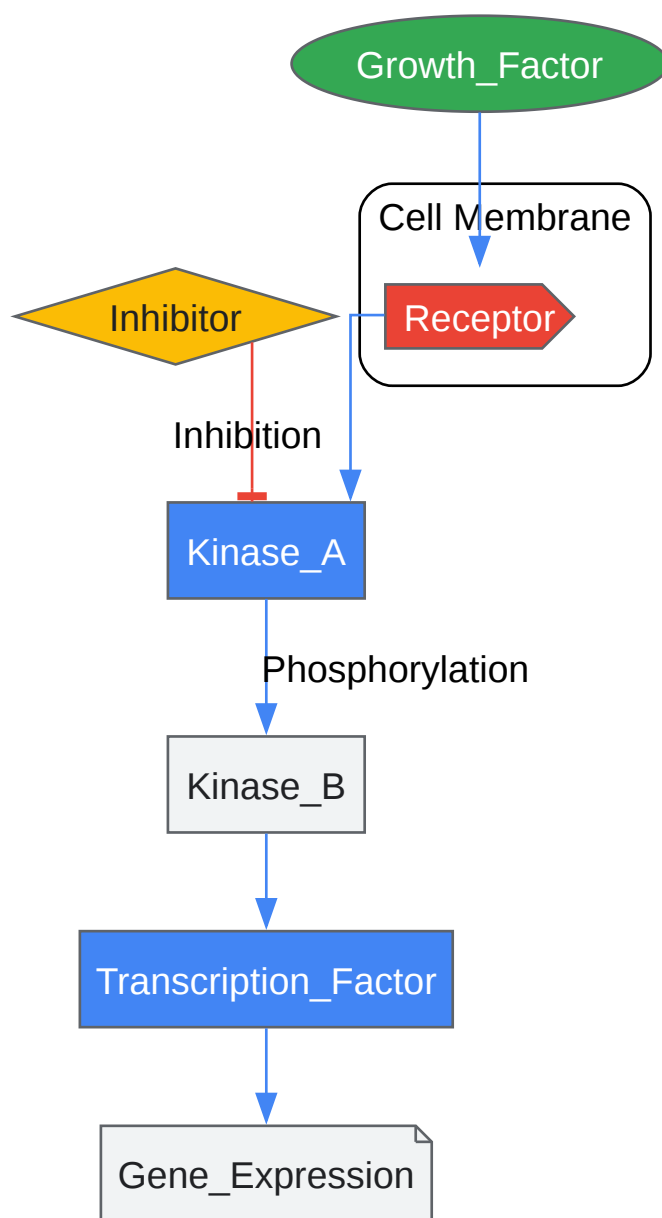 Growth_Factor
Cell Membrane
Inhibitor
Receptor
Inhibition
Kinase_A
Phosphorylation
Kinase_B
Transcription_Factor
Gene_Expression